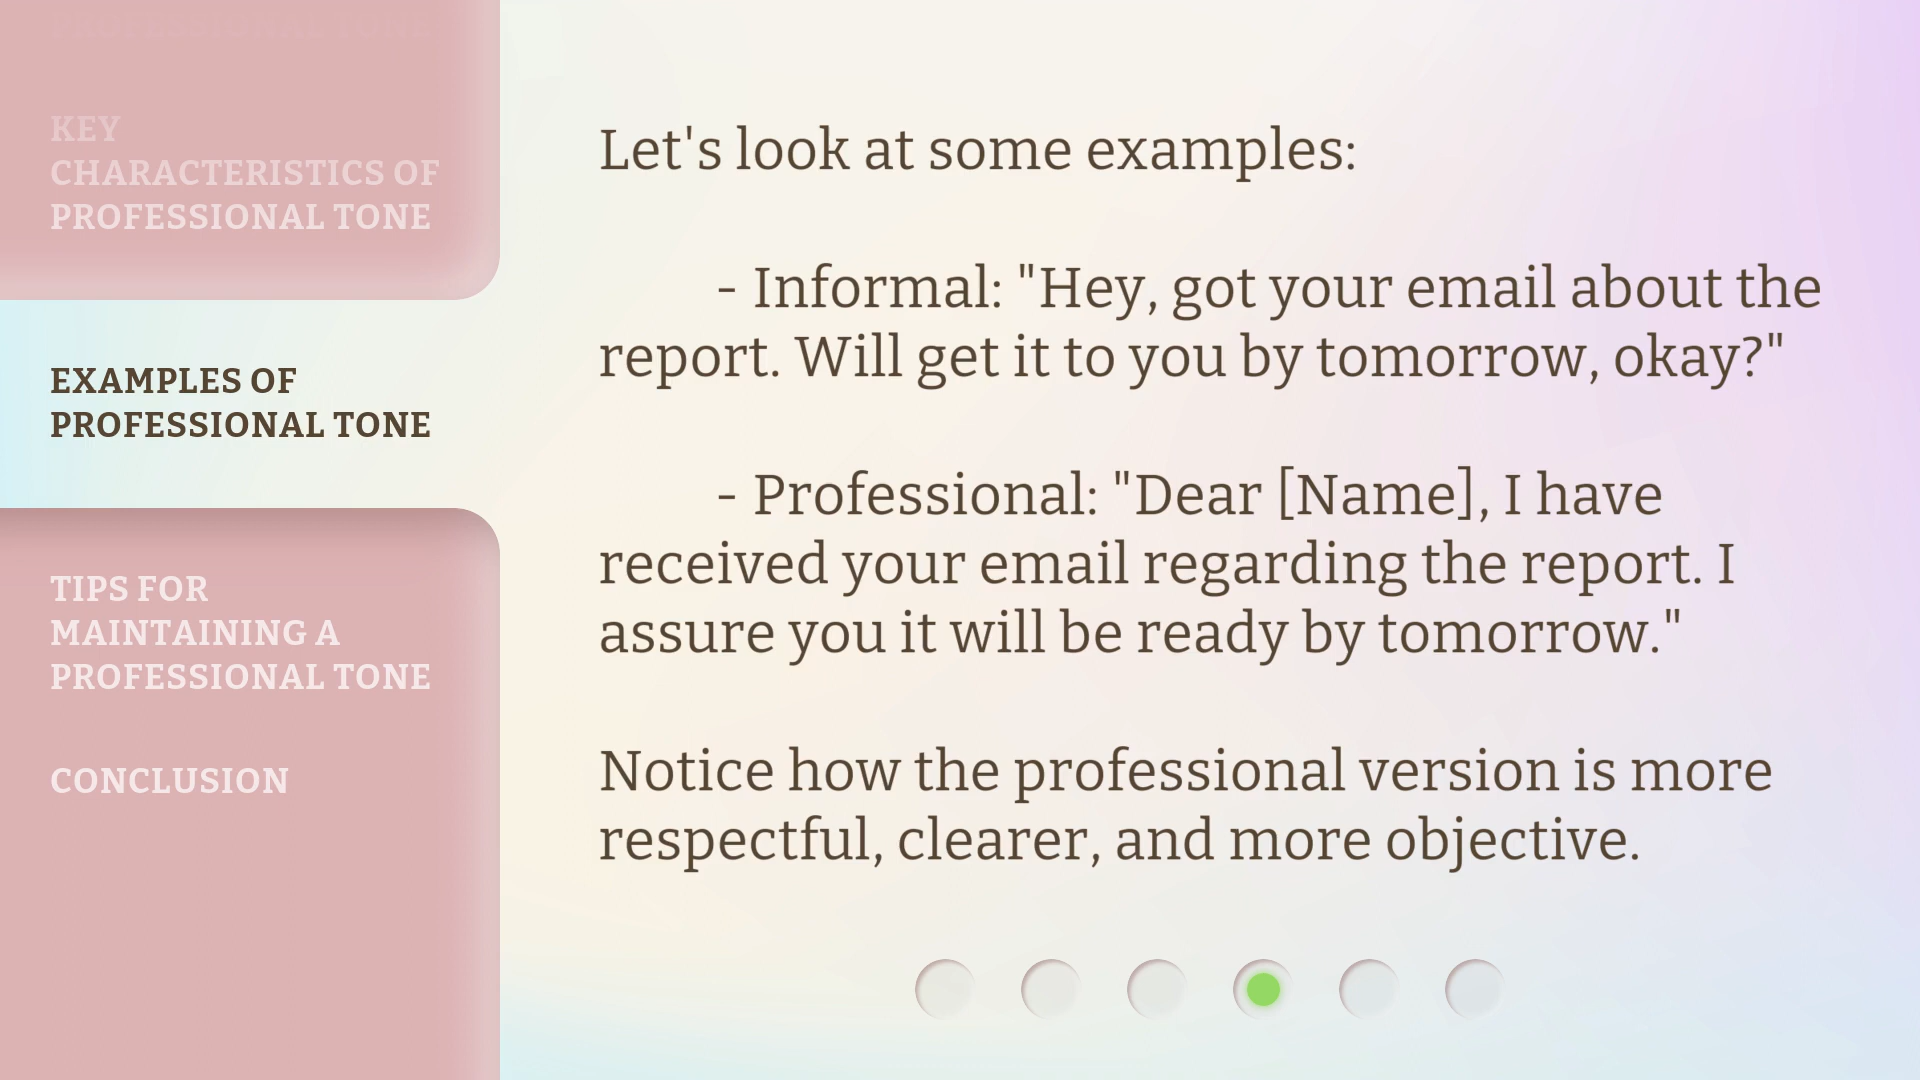 PROFESSIONAL TONE
KEY
CHARACTERISTICS OF
PROFESSIONAL TONE
EXAMPLES OF
PROFESSIONAL TONE
TIPS FOR
MAINTAINING A
PROFESSIONAL TONE
CONCLUSION
Let's look at some examples:
- Informal: "Hey, got your email about the
report. Will get it to you by tomorrow, okay?"
- Professional: "Dear [Name], I have
received your email regarding the report. I
assure you it will be ready by tomorrow."
Notice how the professional version is more
respectful, clearer, and more objective.